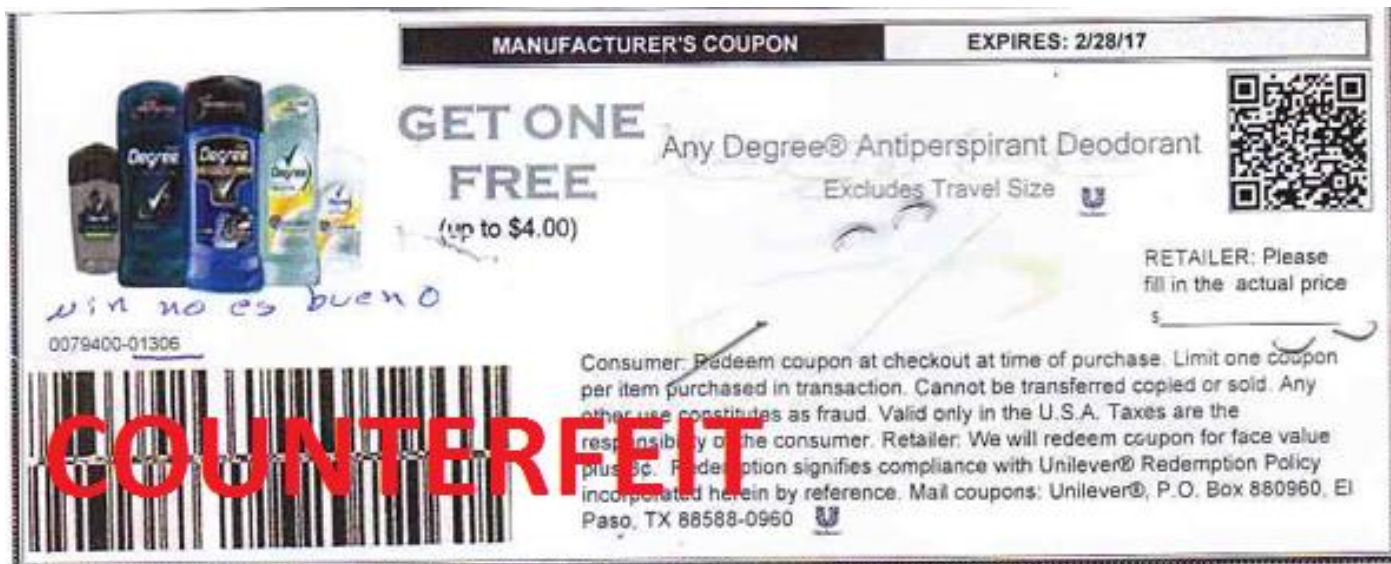 MANUFACTURER'S COUPON
EXPIRES: 2/28/17
GET ONE
FREE
(up to $4.00)
Any Degree® Antiperspirant Deodorant
Excludes Travel Size
Degree
Degree
Degree
RETAILER: Please
fill in the actual price
$
no es bueno
0079400-01306
Consumer: Redeem coupon at checkout at time of purchase. Limit one coupon
per item purchased in transaction. Cannot be transferred copied or sold. Any
other use constitutes as fraud. Valid only in the U.S.A. Taxes are the
responsibility of the consumer. Retailer: We will redeem coupon for face value
plus 8¢. Redemption signifies compliance with Unilever® Redemption Policy
incorporated herein by reference. Mail coupons: Unilever®, P.O. Box 880960, El
Paso, TX 88588-0960
COUNTERFEIT